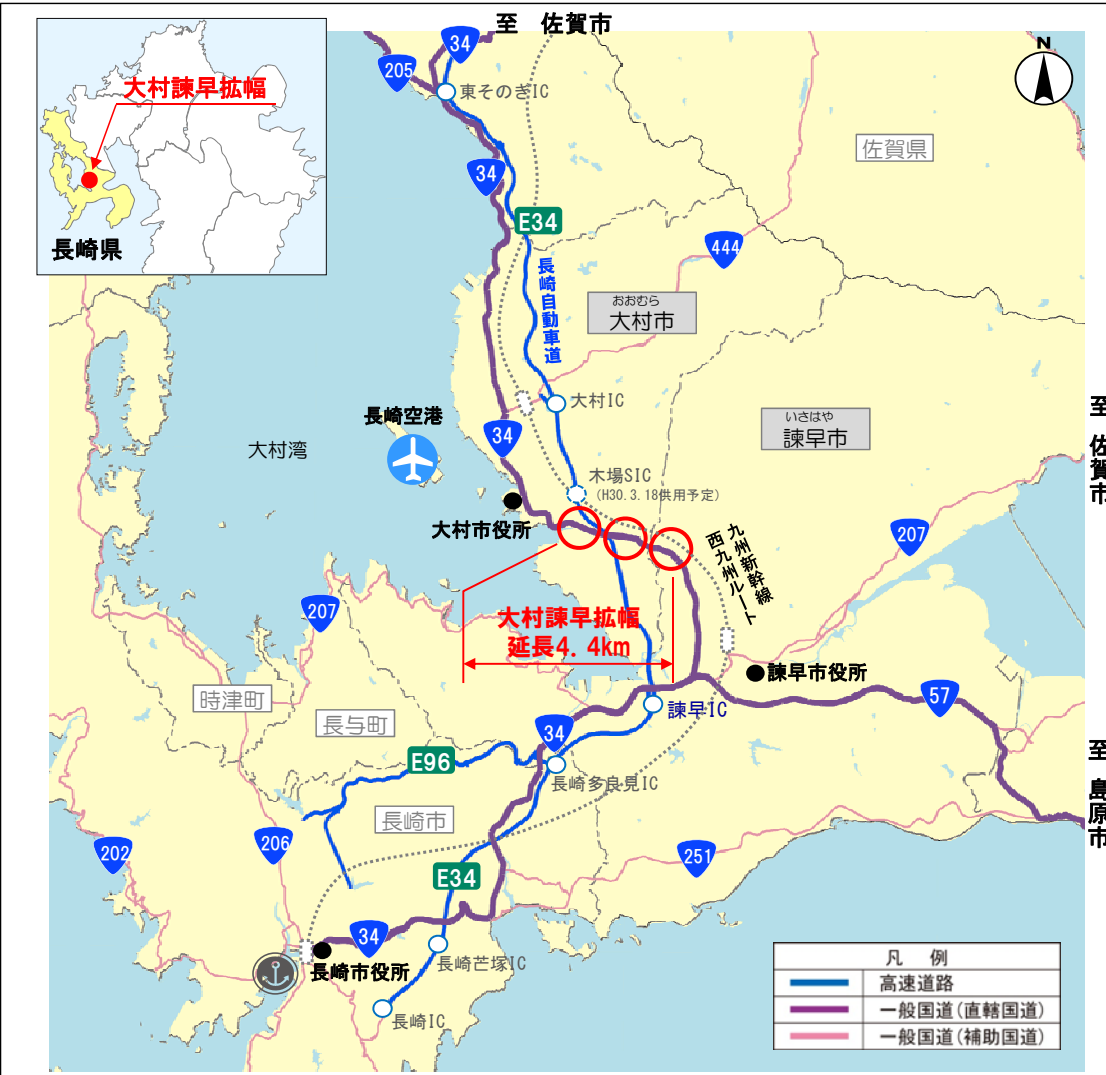 至 佐賀市
大村諫早拡幅
長崎県
N
34
205
東そのぎIC
佐賀県
34
E34
444
長崎自動車道
おおむら
大村市
大村IC
いさはや
諫早市
至 佐賀市
長崎空港
34
大村湾
木場SIC
(H30.3.18供用予定)
大村市役所
207
九州新幹線
西九州ルート
207
大村諫早拡幅
延長4.4km
諫早市役所
時津町
長与町
57
諫早IC
34
E96
長崎多良見IC
至 島原市
長崎市
206
202
251
E34
34
長崎市役所
長崎芒塚IC
長崎IC
凡 例
高速道路
一般国道(直轄国道)
一般国道(補助国道)